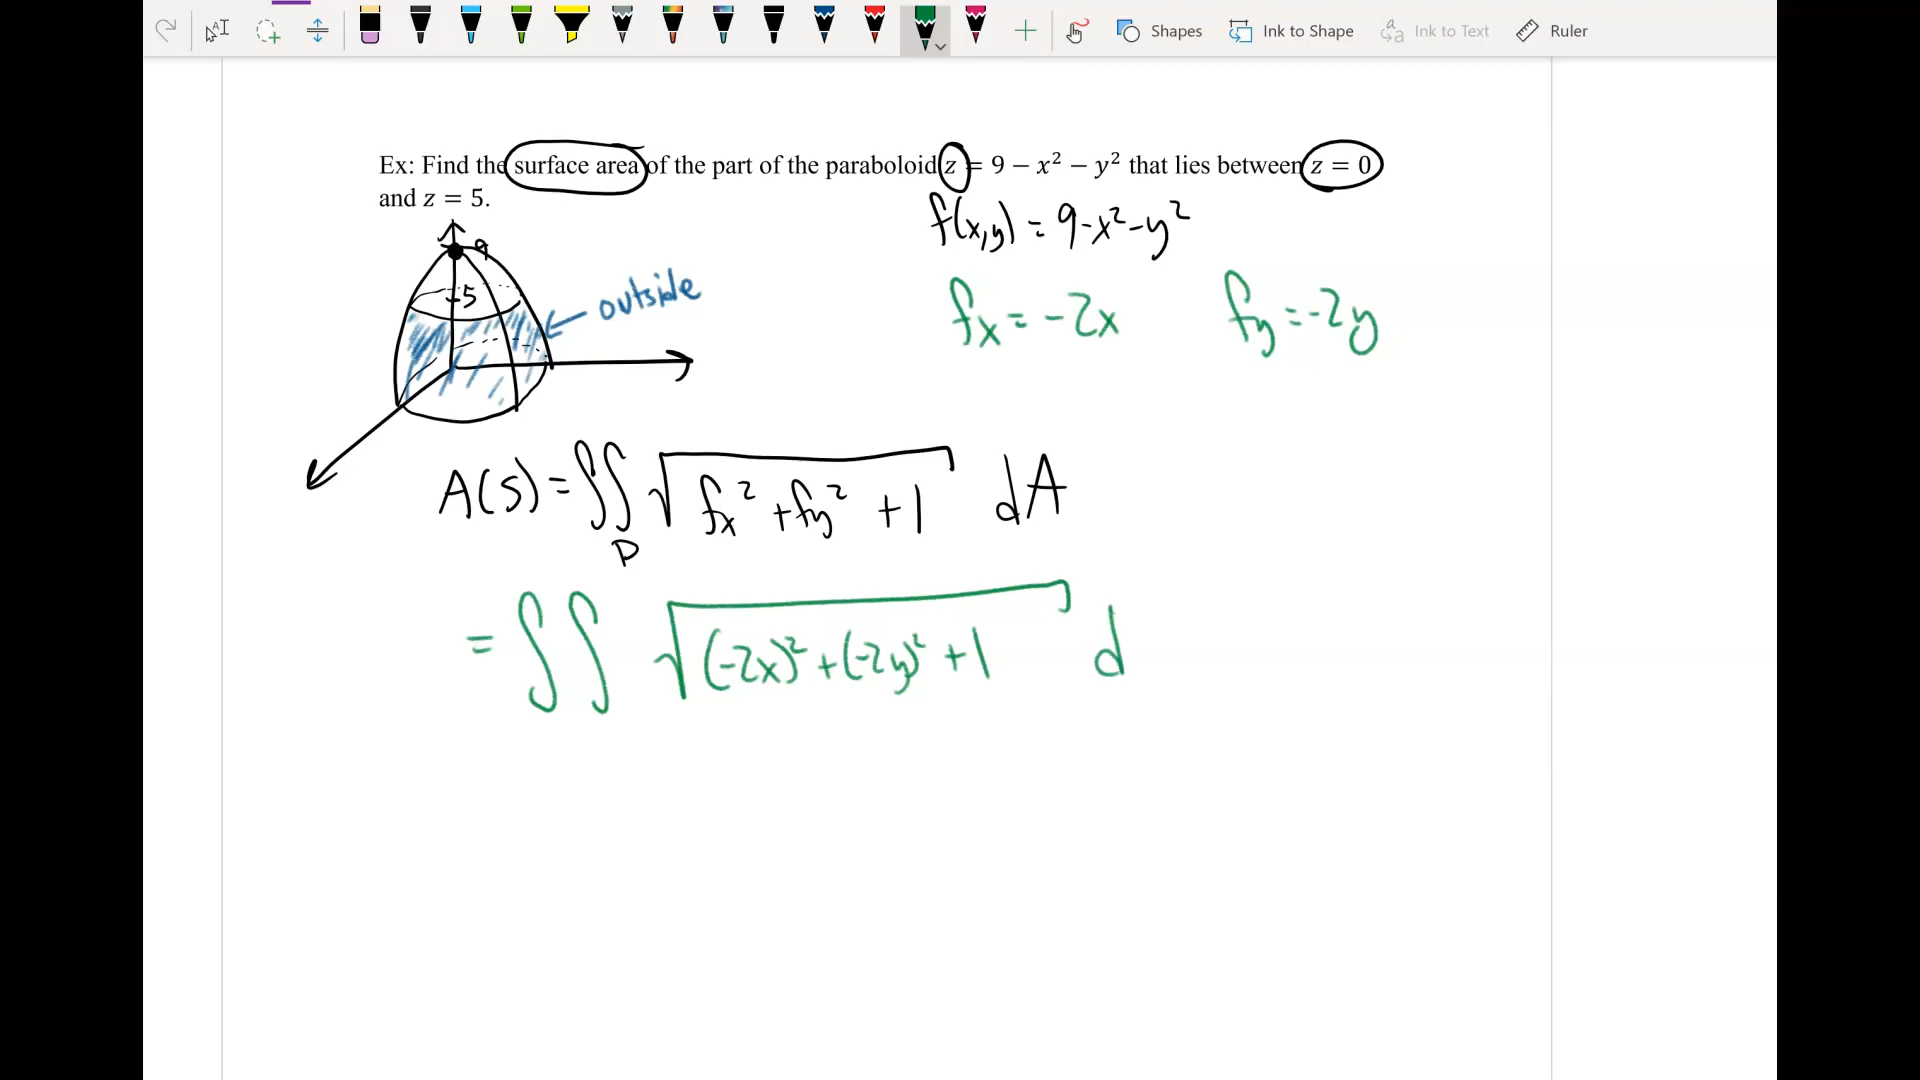 Shapes Ink to Shape Ink to Text Ruler
Ex: Find the surface area of the part of the paraboloid z = 9 − x² − y² that lies between z = 0
and z = 5.
f(x,y) = 9-x²-y²
9
5
outside
fx = -2x fy = -2y
A(S) = ∬_D √(fx² + fy² + 1) dA
= ∬ √((-2x)² + (-2y)² + 1) d